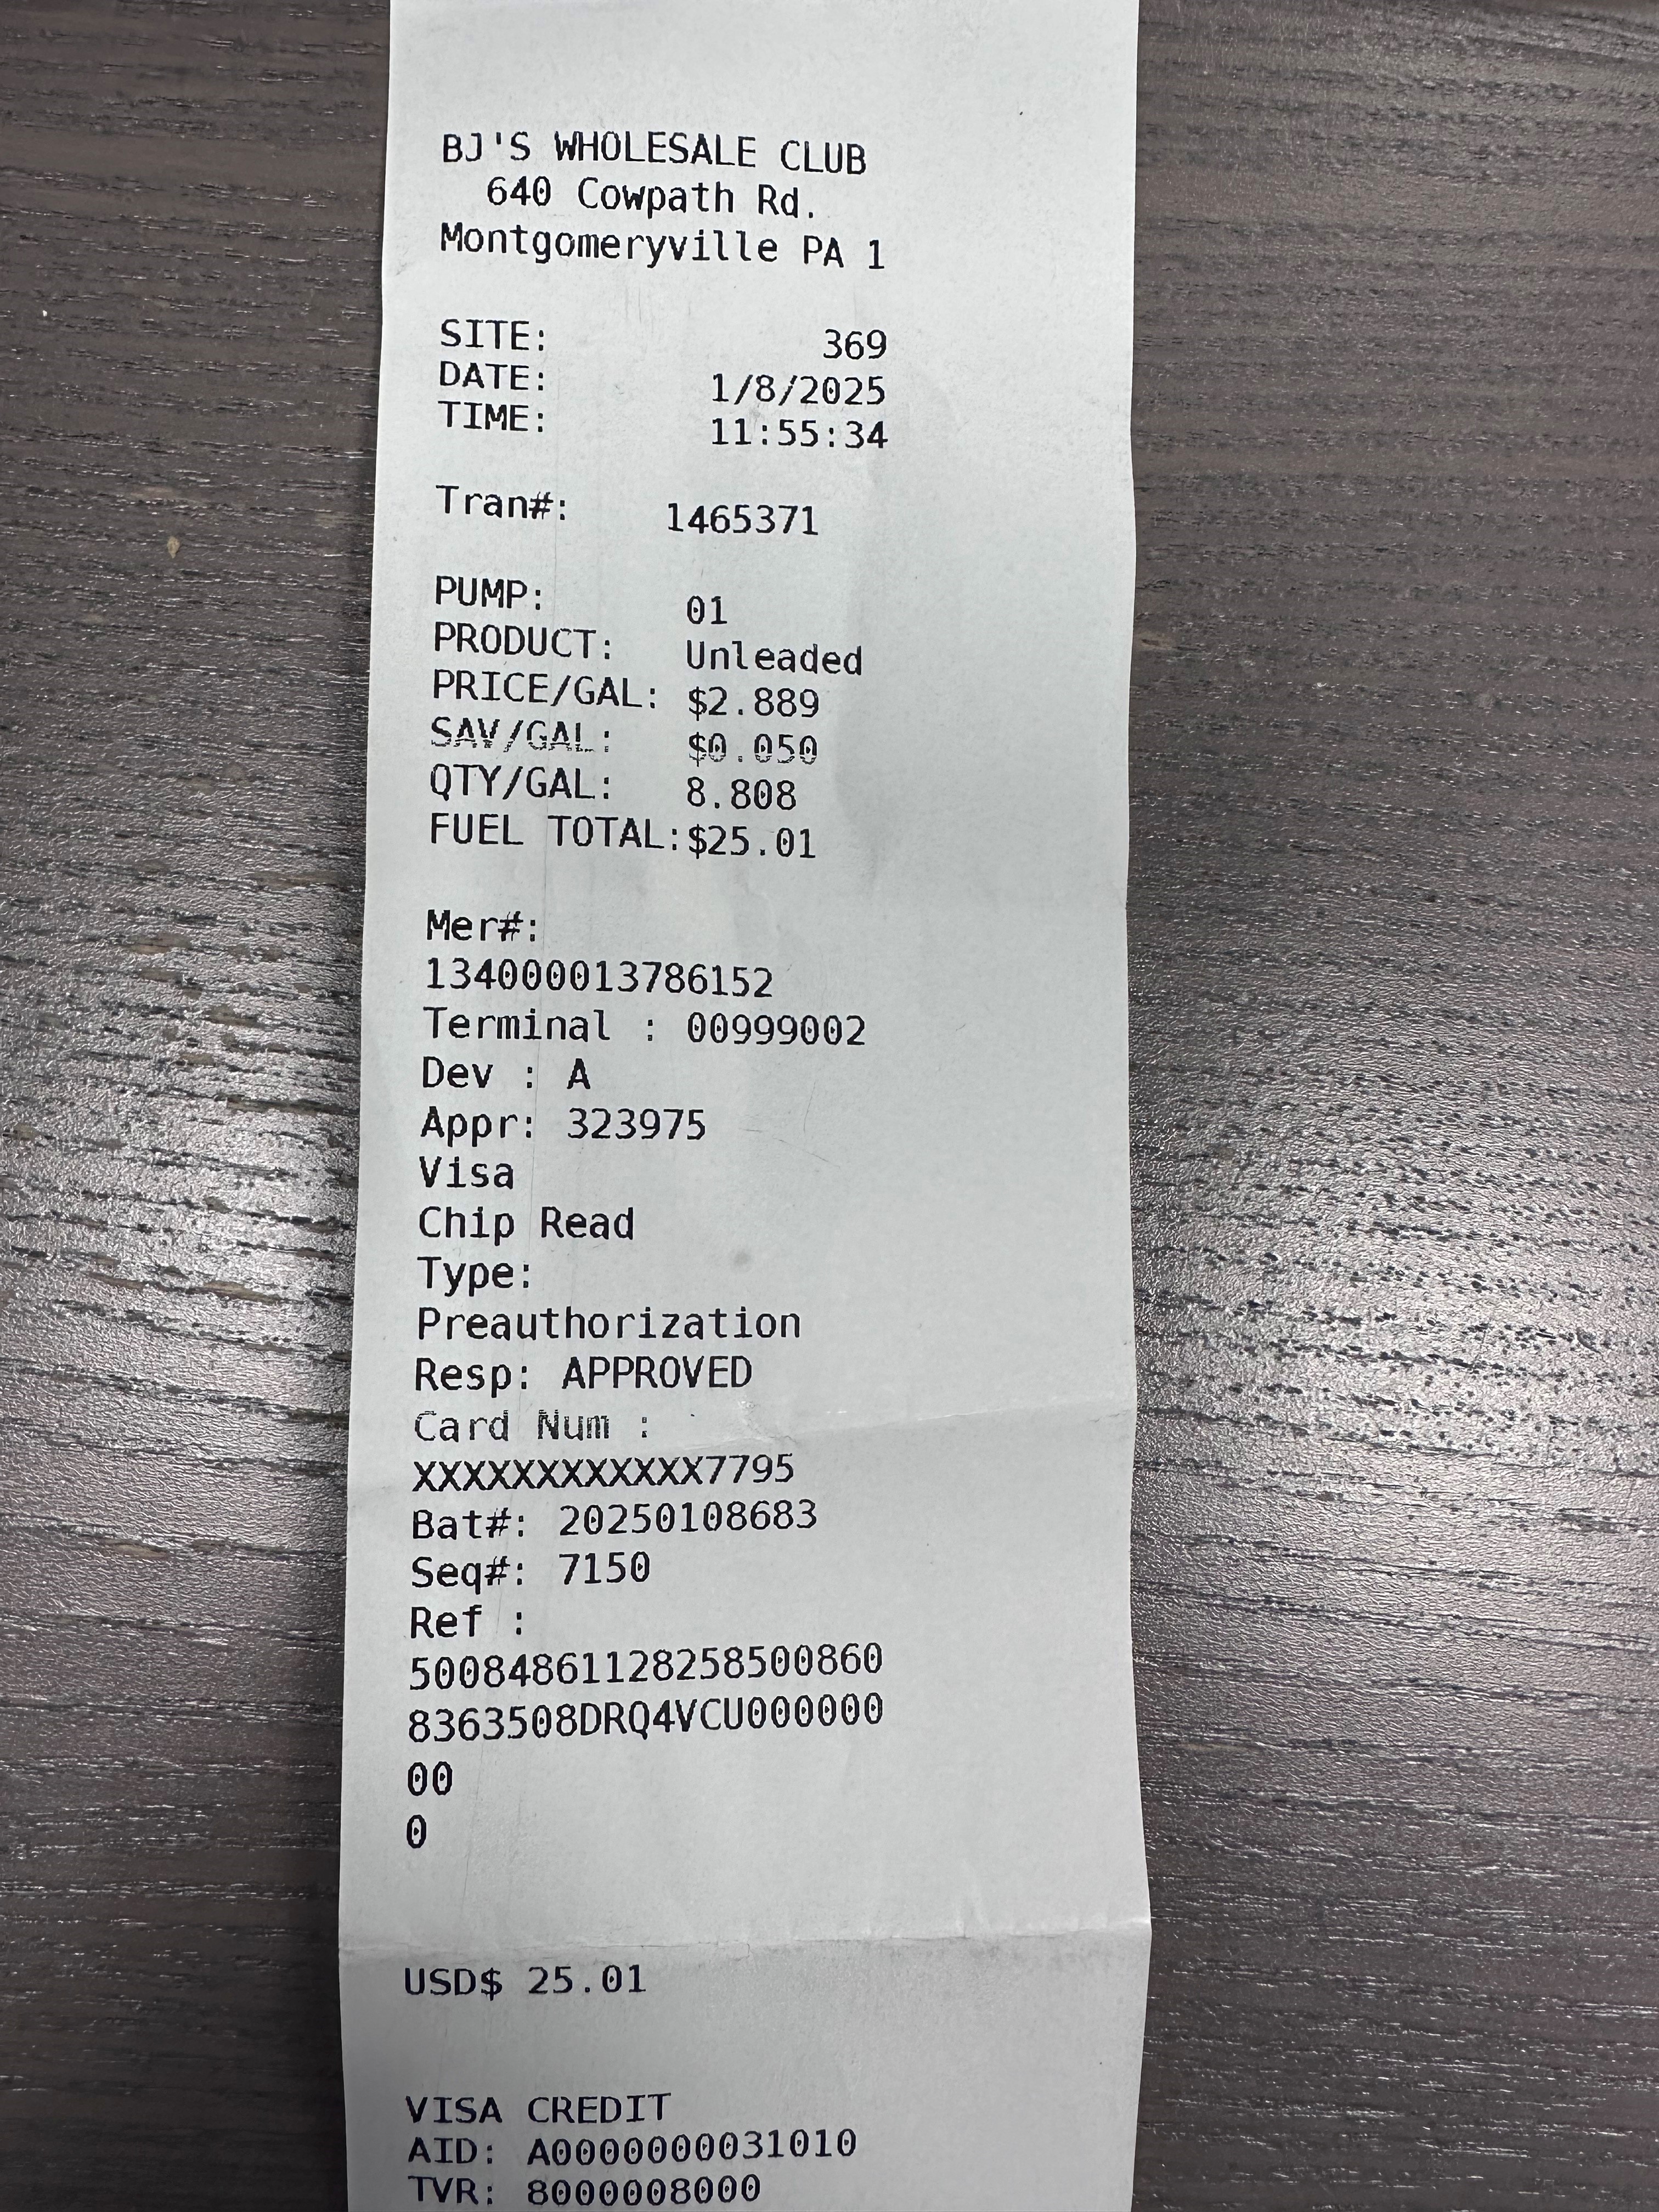 BJ'S WHOLESALE CLUB
640 Cowpath Rd.
Montgomeryville PA 1
SITE: 369
DATE: 1/8/2025
TIME: 11:55:34
Tran#: 1465371
PUMP: 01
PRODUCT: Unleaded
PRICE/GAL: $2.889
SAV/GAL: $0.050
QTY/GAL: 8.808
FUEL TOTAL:$25.01
Mer#:
134000013786152
Terminal : 00999002
Dev : A
Appr: 323975
Visa
Chip Read
Type:
Preauthorization
Resp: APPROVED
Card Num :
XXXXXXXXXXXX7795
Bat#: 20250108683
Seq#: 7150
Ref :
50084861128258500860
8363508DRQ4VCU000000
00
0
USD$ 25.01
VISA CREDIT
AID: A0000000031010
TVR: 8000008000